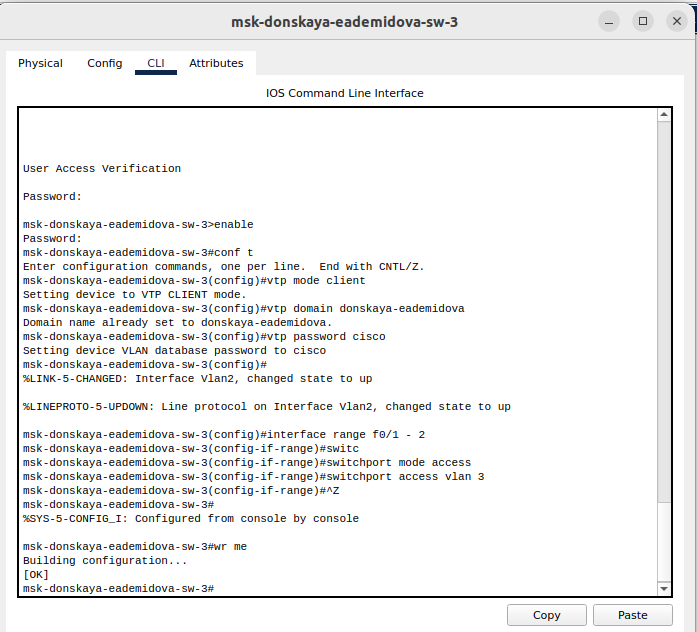 msk-donskaya-eademidova-sw-3
Physical Config CLI Attributes
IOS Command Line Interface
User Access Verification
Password:
msk-donskaya-eademidova-sw-3>enable
Password:
msk-donskaya-eademidova-sw-3#conf t
Enter configuration commands, one per line.  End with CNTL/Z.
msk-donskaya-eademidova-sw-3(config)#vtp mode client
Setting device to VTP CLIENT mode.
msk-donskaya-eademidova-sw-3(config)#vtp domain donskaya-eademidova
Domain name already set to donskaya-eademidova.
msk-donskaya-eademidova-sw-3(config)#vtp password cisco
Setting device VLAN database password to cisco
msk-donskaya-eademidova-sw-3(config)#
%LINK-5-CHANGED: Interface Vlan2, changed state to up
%LINEPROTO-5-UPDOWN: Line protocol on Interface Vlan2, changed state to up
msk-donskaya-eademidova-sw-3(config)#interface range f0/1 - 2
msk-donskaya-eademidova-sw-3(config-if-range)#switc
msk-donskaya-eademidova-sw-3(config-if-range)#switchport mode access
msk-donskaya-eademidova-sw-3(config-if-range)#switchport access vlan 3
msk-donskaya-eademidova-sw-3(config-if-range)#^Z
msk-donskaya-eademidova-sw-3#
%SYS-5-CONFIG_I: Configured from console by console
msk-donskaya-eademidova-sw-3#wr me
Building configuration...
[OK]
msk-donskaya-eademidova-sw-3#
Copy Paste